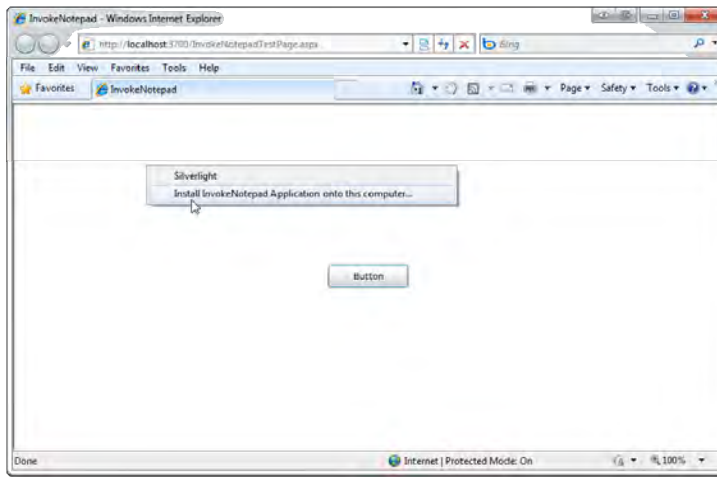 InvokeNotepad - Windows Internet Explorer
http://localhost:3700/InvokeNotepadTestPage.aspx
Bing
File Edit View Favorites Tools Help
Favorites InvokeNotepad Page Safety Tools
Silverlight
Install InvokeNotepad Application onto this computer...
Button
Done Internet | Protected Mode: On 100%